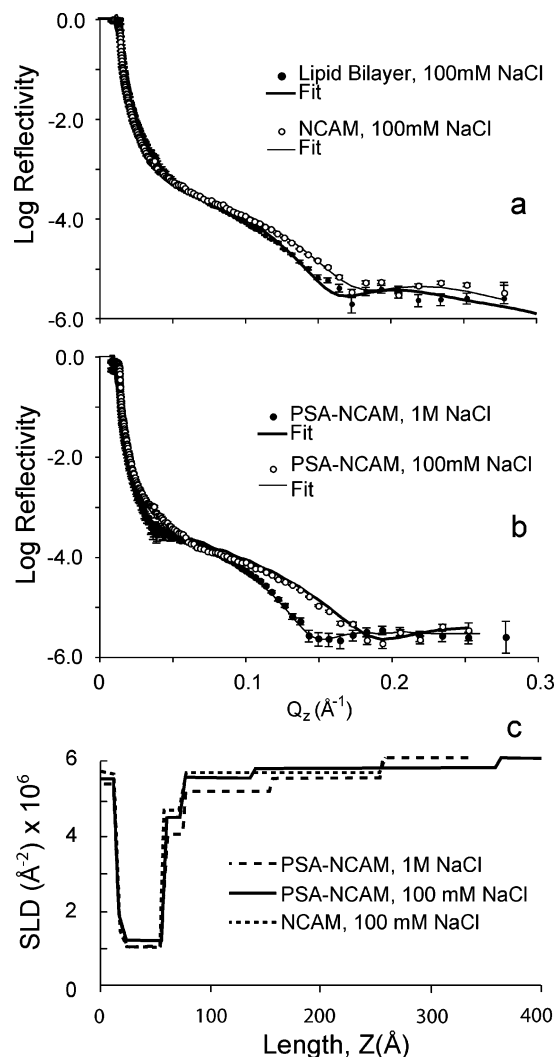 0.0
-2.0
-4.0
-6.0
Log Reflectivity
Lipid Bilayer, 100mM NaCl
Fit
NCAM, 100mM NaCl
Fit
a
0.0
-2.0
-4.0
-6.0
Log Reflectivity
PSA-NCAM, 1M NaCl
Fit
PSA-NCAM, 100mM NaCl
Fit
b
0 0.1 0.2 0.3
Qz (Å-1)
c
6
4
2
1
0
SLD (Å-2) x 106
PSA-NCAM, 1M NaCl
PSA-NCAM, 100 mM NaCl
NCAM, 100 mM NaCl
0 100 200 300 400
Length, Z(Å)